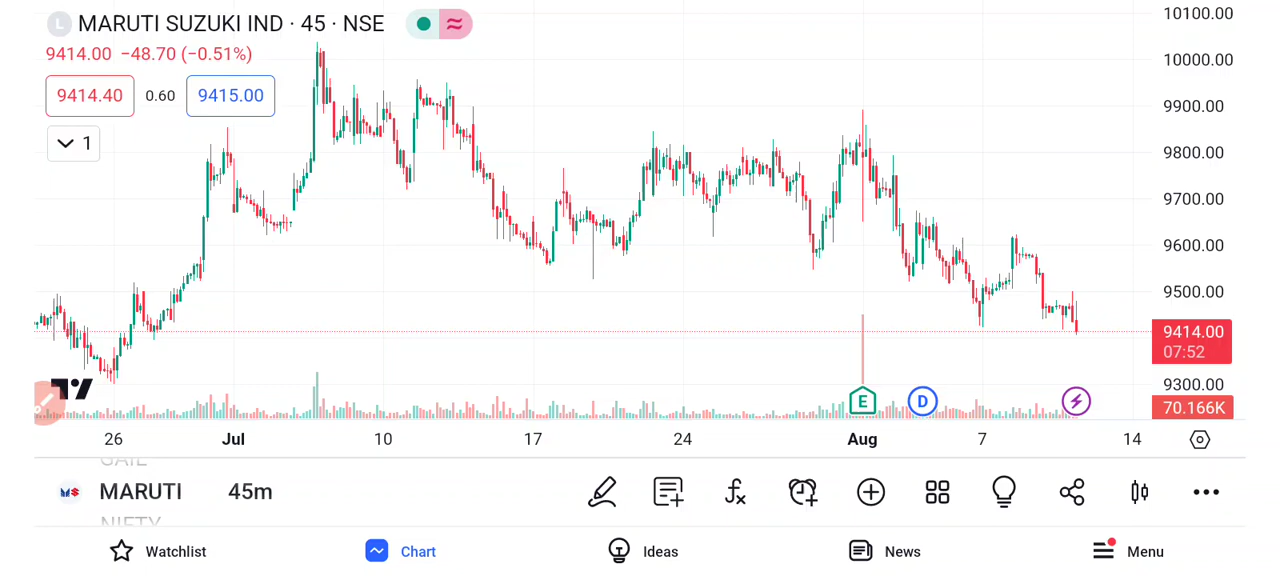 L MARUTI SUZUKI IND · 45 · NSE
9414.00 −48.70 (−0.51%)
9414.40 0.60 9415.00
1
10100.00
10000.00
9900.00
9800.00
9700.00
9600.00
9500.00
9414.00
07:52
9300.00
70.166K
E D
26 Jul 10 17 24 Aug 7 14
GAIL
MARUTI 45m
NIFTY
Watchlist Chart Ideas News Menu